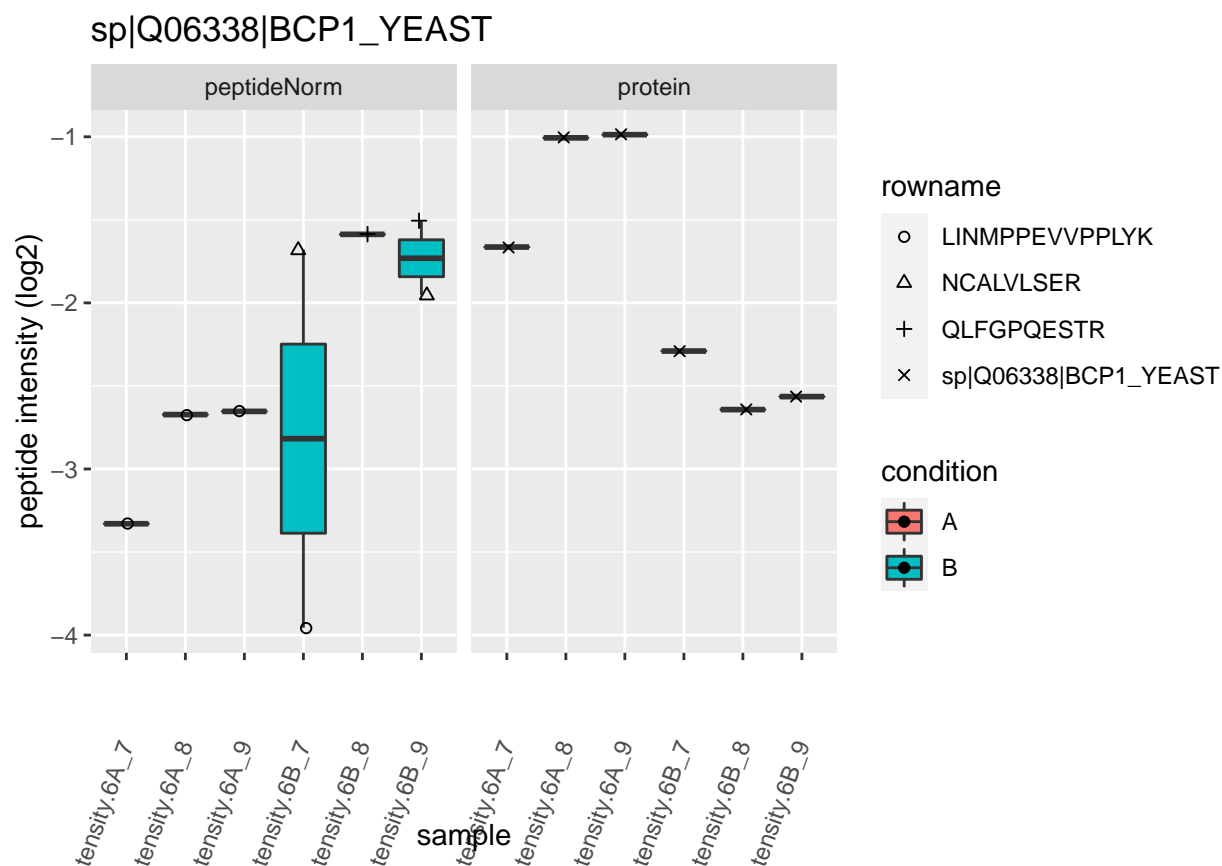 sp|Q06338|BCP1_YEAST
peptideNorm
protein
−1
−2
−3
−4
peptide intensity (log2)
tensity.6A_7
tensity.6A_8
tensity.6A_9
tensity.6B_7
tensity.6B_8
tensity.6B_9
tensity.6A_7
tensity.6A_8
tensity.6A_9
tensity.6B_7
tensity.6B_8
tensity.6B_9
sample
rowname
LINMPPEVVPPLYK
NCALVLSER
QLFGPQESTR
sp|Q06338|BCP1_YEAST
condition
A
B